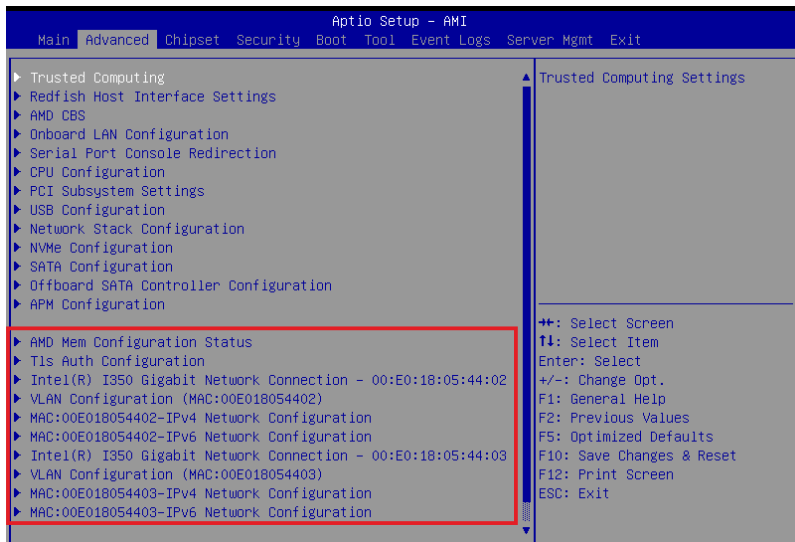 Aptio Setup – AMI
Main Advanced Chipset Security Boot Tool Event Logs Server Mgmt Exit
Trusted Computing
Redfish Host Interface Settings
AMD CBS
Onboard LAN Configuration
Serial Port Console Redirection
CPU Configuration
PCI Subsystem Settings
USB Configuration
Network Stack Configuration
NVMe Configuration
SATA Configuration
Offboard SATA Controller Configuration
APM Configuration
AMD Mem Configuration Status
Tls Auth Configuration
Intel(R) I350 Gigabit Network Connection – 00:E0:18:05:44:02
VLAN Configuration (MAC:00E018054402)
MAC:00E018054402-IPv4 Network Configuration
MAC:00E018054402-IPv6 Network Configuration
Intel(R) I350 Gigabit Network Connection – 00:E0:18:05:44:03
VLAN Configuration (MAC:00E018054403)
MAC:00E018054403-IPv4 Network Configuration
MAC:00E018054403-IPv6 Network Configuration
Trusted Computing Settings
→←: Select Screen
↑↓: Select Item
Enter: Select
+/-: Change Opt.
F1: General Help
F2: Previous Values
F5: Optimized Defaults
F10: Save Changes & Reset
F12: Print Screen
ESC: Exit